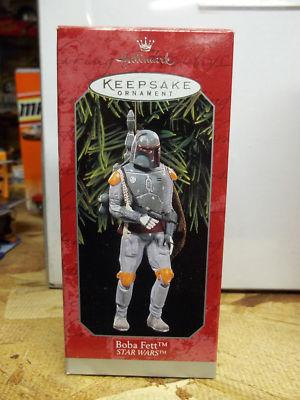 Hallmark
KEEPSAKE
ORNAMENT
Boba Fett™
STAR WARS™